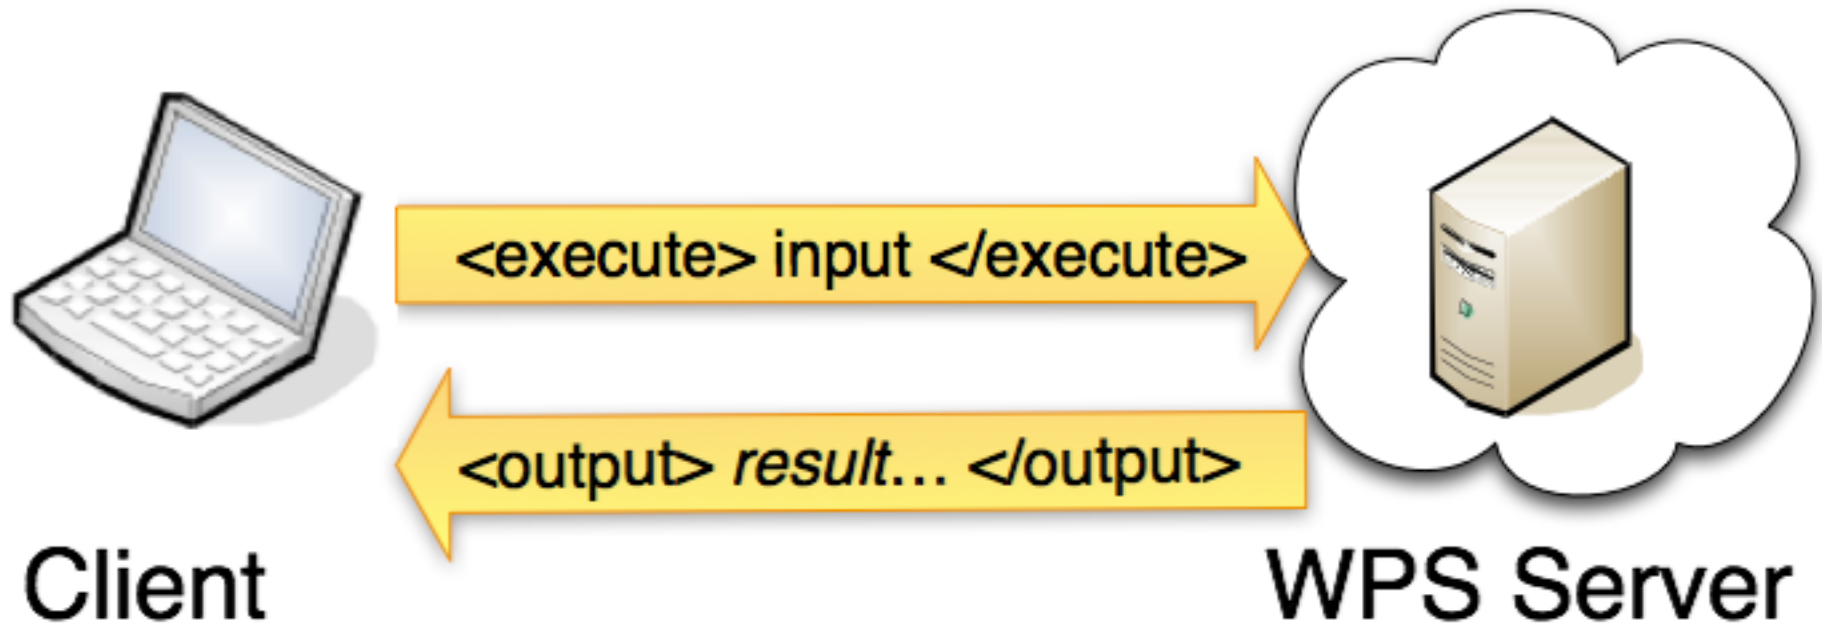 <execute> input </execute>
<output> result... </output>
Client
WPS Server